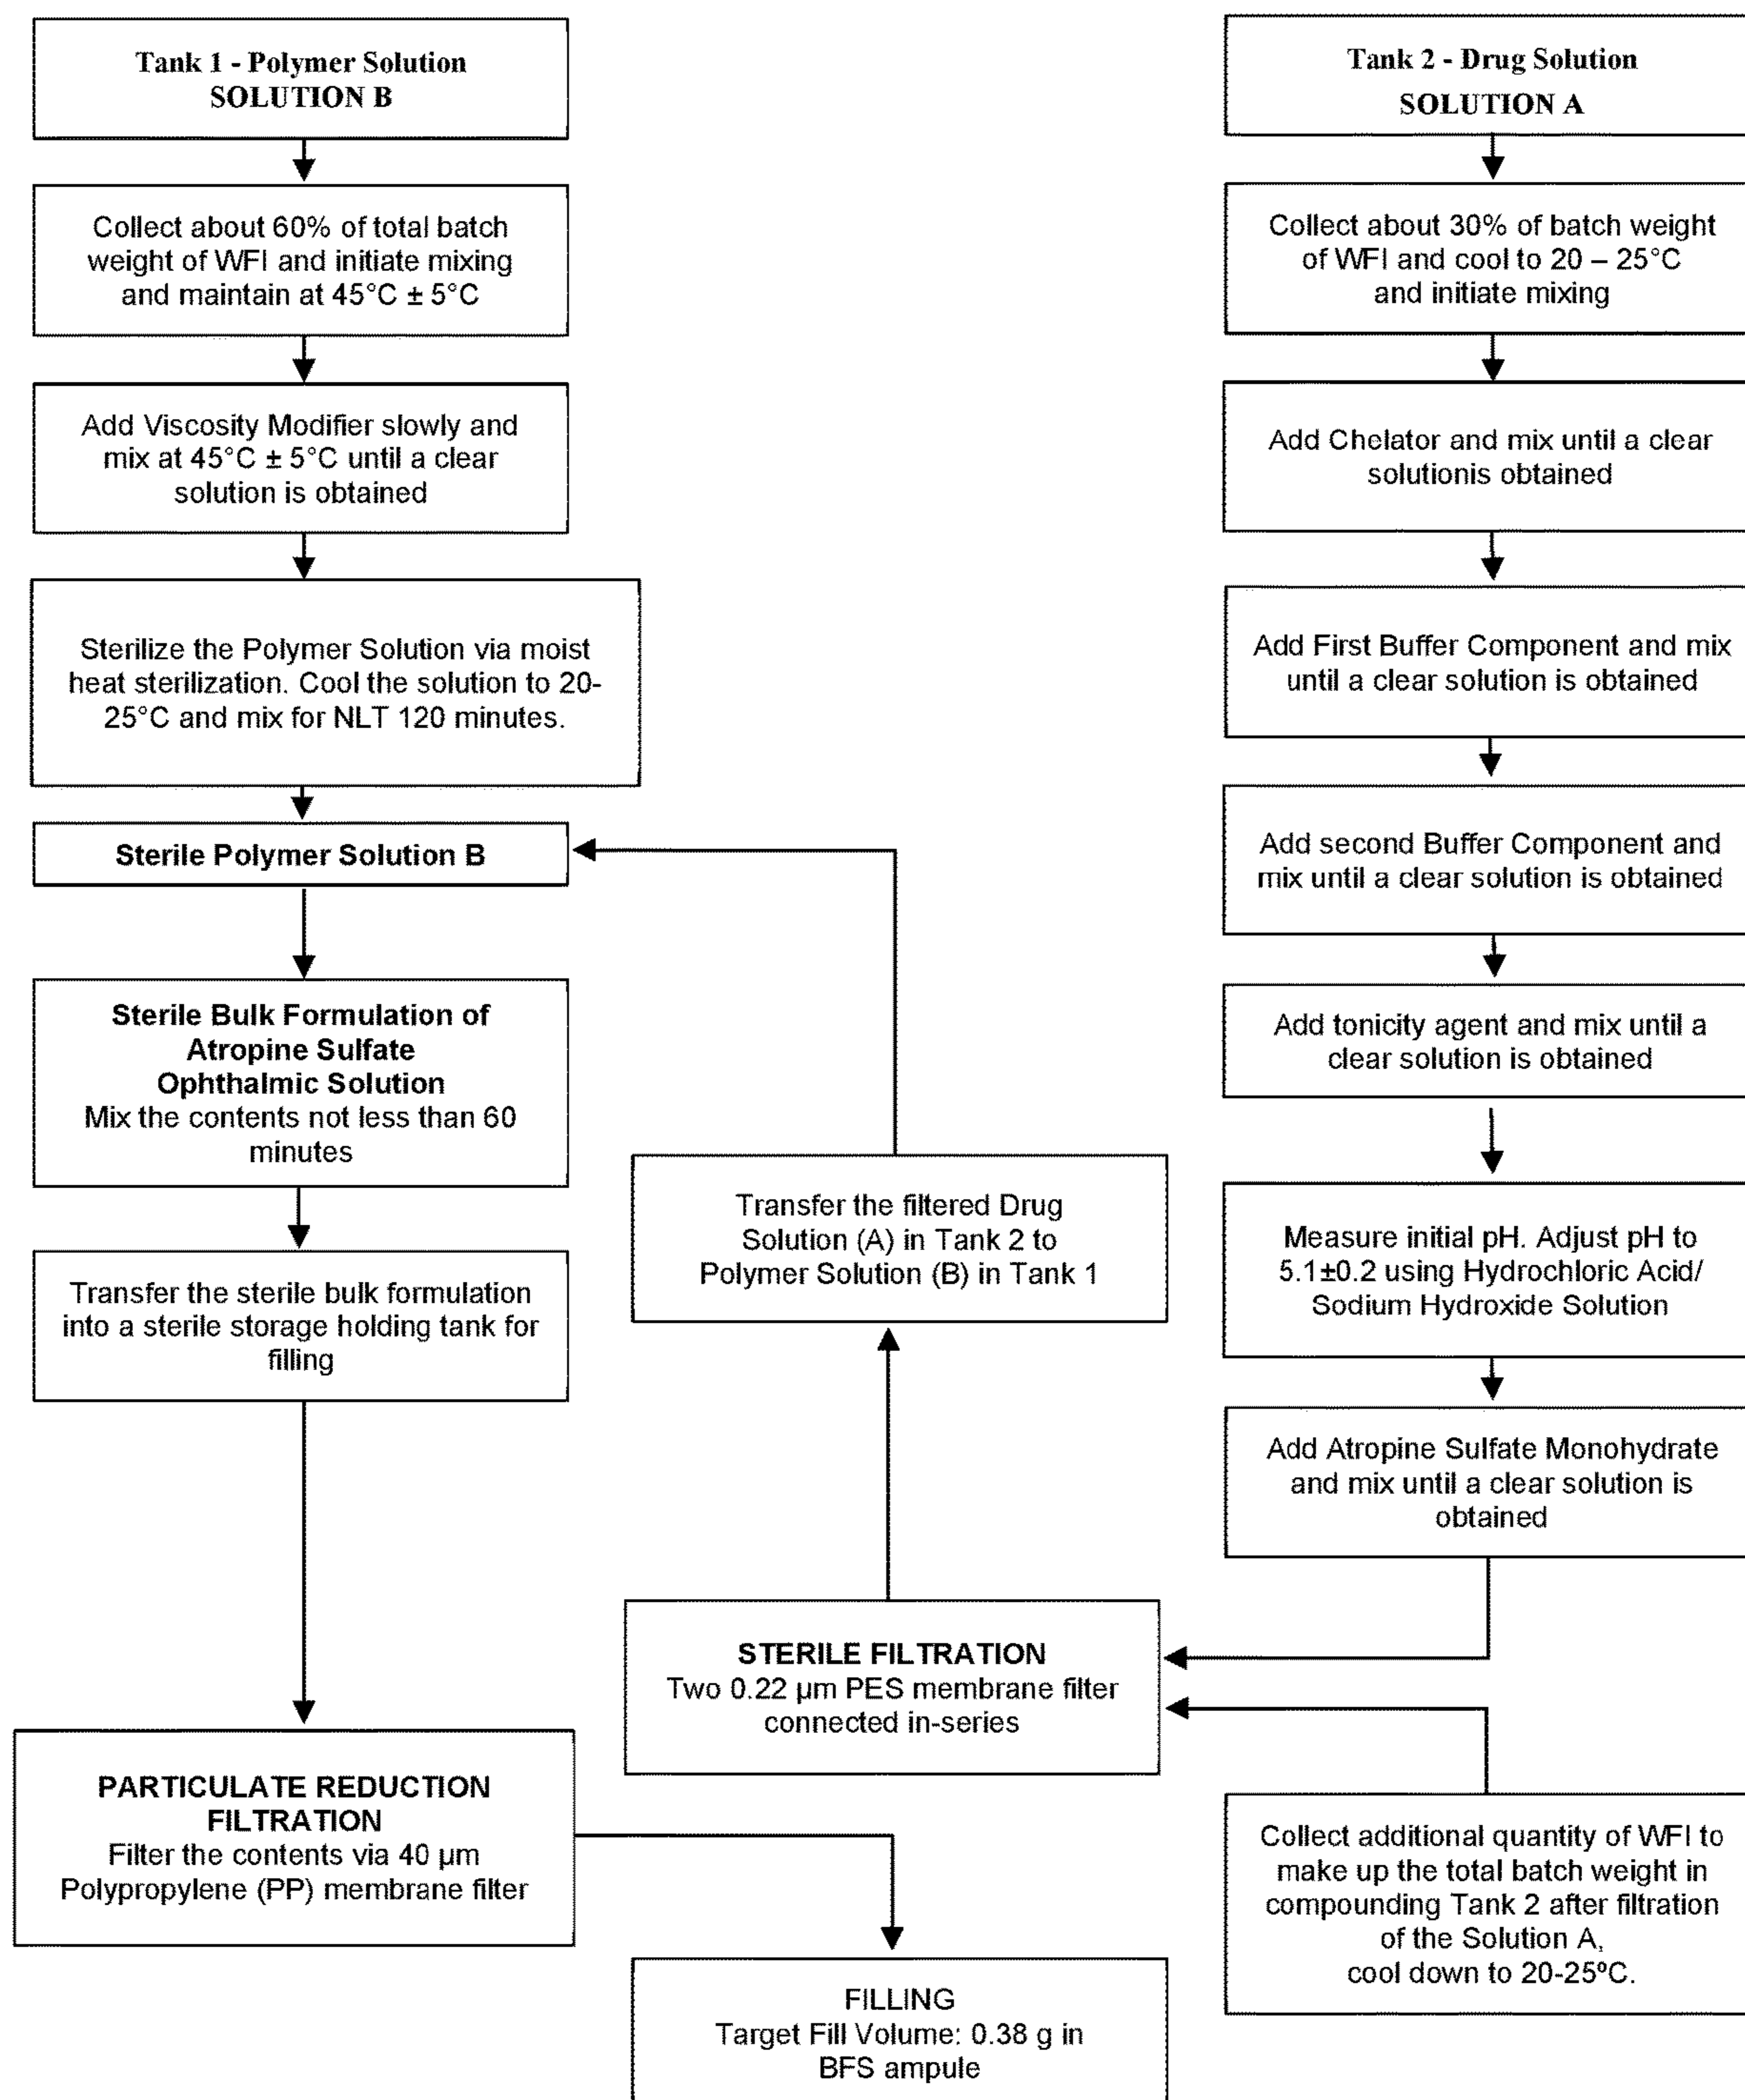 Tank 1 - Polymer Solution
SOLUTION B
Collect about 60% of total batch
weight of WFI and initiate mixing
and maintain at 45°C ± 5°C
Add Viscosity Modifier slowly and
mix at 45°C ± 5°C until a clear
solution is obtained
Sterilize the Polymer Solution via moist
heat sterilization. Cool the solution to 20-
25°C and mix for NLT 120 minutes.
Sterile Polymer Solution B
Sterile Bulk Formulation of
Atropine Sulfate
Ophthalmic Solution
Mix the contents not less than 60
minutes
Transfer the sterile bulk formulation
into a sterile storage holding tank for
filling
PARTICULATE REDUCTION
FILTRATION
Filter the contents via 40 µm
Polypropylene (PP) membrane filter
Tank 2 - Drug Solution
SOLUTION A
Collect about 30% of batch weight
of WFI and cool to 20 – 25°C
and initiate mixing
Add Chelator and mix until a clear
solutionis obtained
Add First Buffer Component and mix
until a clear solution is obtained
Add second Buffer Component and
mix until a clear solution is obtained
Add tonicity agent and mix until a
clear solution is obtained
Measure initial pH. Adjust pH to
5.1±0.2 using Hydrochloric Acid/
Sodium Hydroxide Solution
Add Atropine Sulfate Monohydrate
and mix until a clear solution is
obtained
Collect additional quantity of WFI to
make up the total batch weight in
compounding Tank 2 after filtration
of the Solution A,
cool down to 20-25ºC.
STERILE FILTRATION
Two 0.22 µm PES membrane filter
connected in-series
Transfer the filtered Drug
Solution (A) in Tank 2 to
Polymer Solution (B) in Tank 1
FILLING
Target Fill Volume: 0.38 g in
BFS ampule